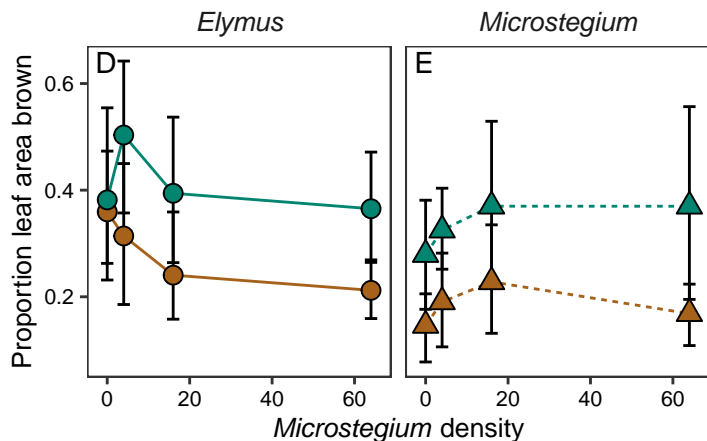 Elymus Microstegium
D E
Proportion leaf area brown
0.6
0.4
0.2
0 20 40 60 0 20 40 60
Microstegium density